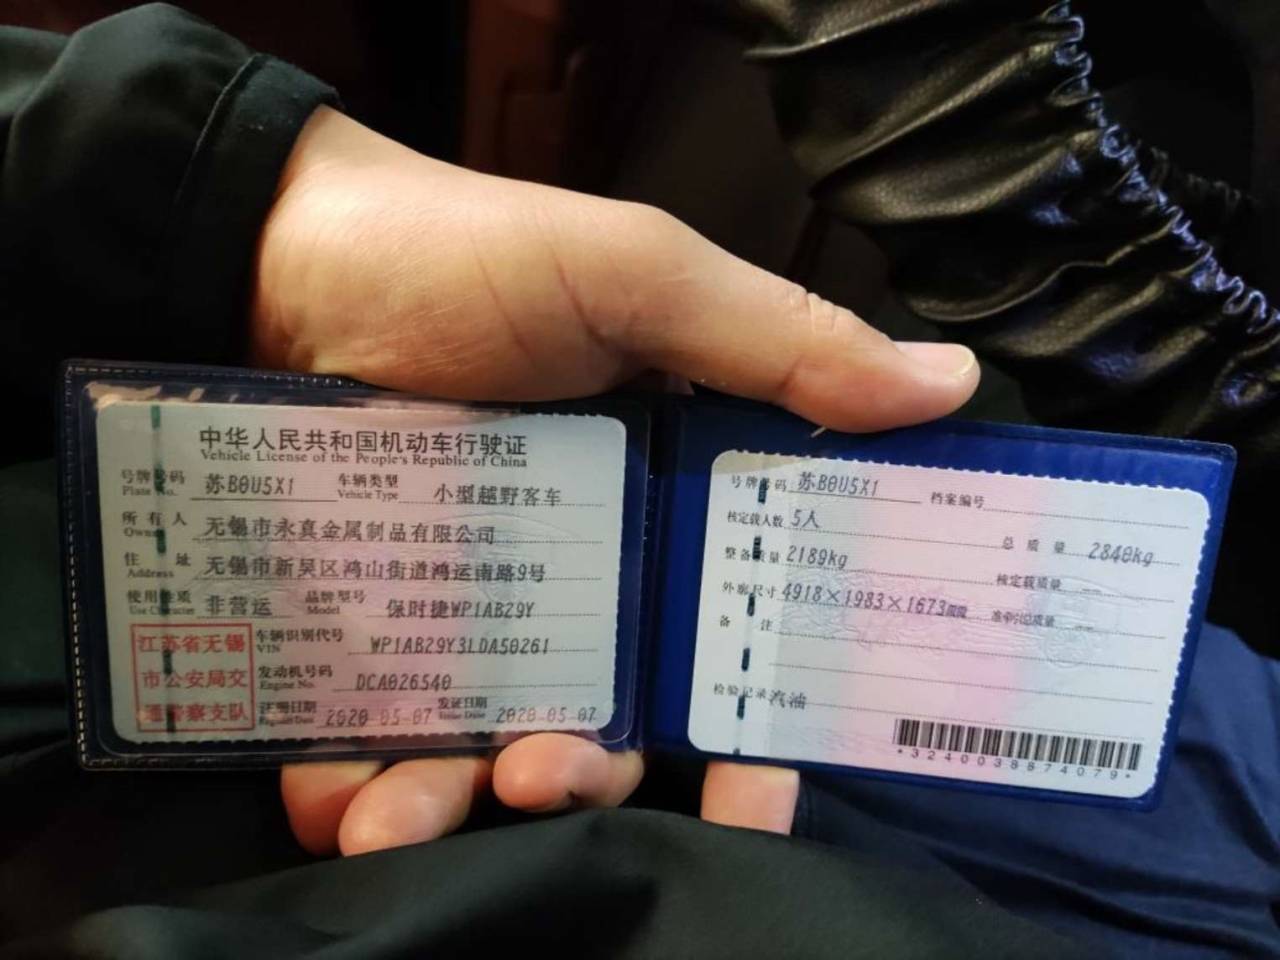 中华人民共和国机动车行驶证
Vehicle License of the People's Republic of China
号牌号码 苏B0U5X1 车辆类型 小型越野客车
Plate No. Vehicle Type
所有人 无锡市永真金属制品有限公司
Owner
住址 无锡市新吴区鸿山街道鸿运南路9号
Address
使用性质 非营运 品牌型号 保时捷WP1AB29Y
Use Character Model
江苏省无锡
市公安局交
通警察支队
车辆识别代号 WP1AB29Y3LDA50261
VIN
发动机号码 DCA026540
Engine No.
注册日期 2020-05-07 发证日期 2020-05-07
Register Date Issue Date
号牌号码 苏B0U5X1 档案编号
核定载人数 5人 总质量 2840kg
整备质量 2189kg 核定载质量 --
外廓尺寸 4918×1983×1673mm 准牵引总质量 --
备注
检验记录 汽油
*3240038874079*